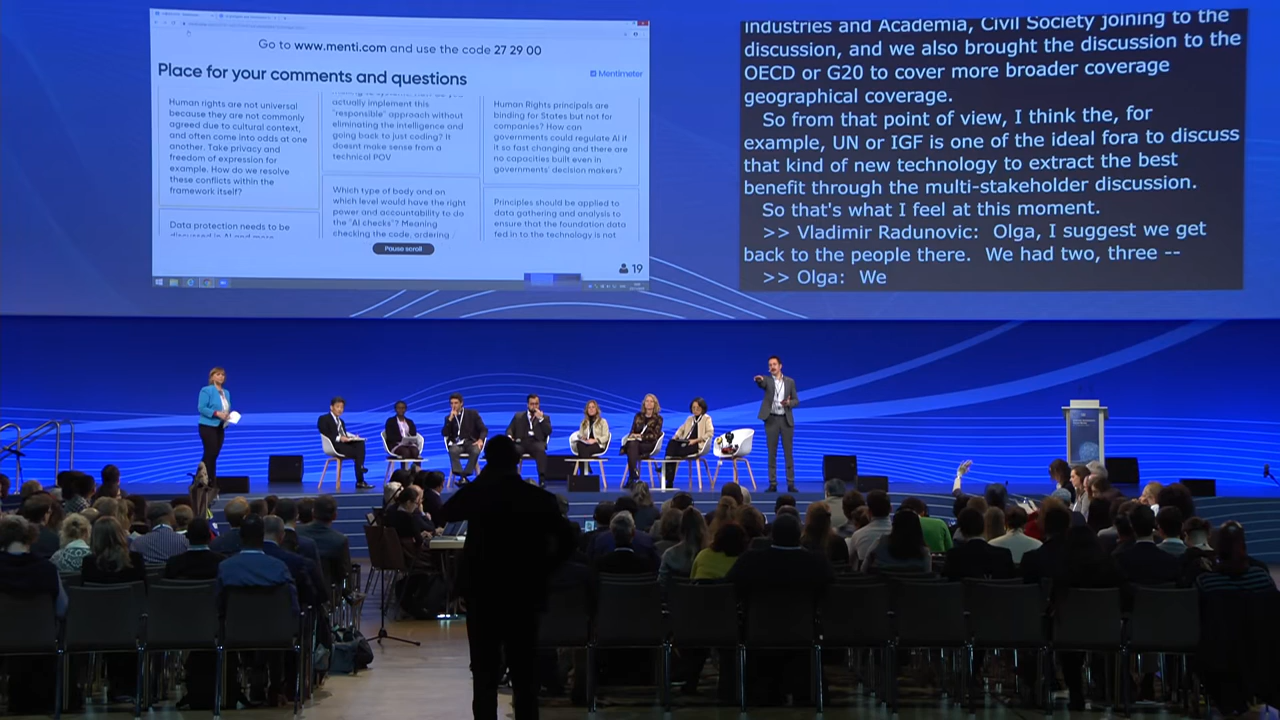 Go to www.menti.com and use the code 27 29 00
Place for your comments and questions
Mentimeter
Human rights are not universal
because they are not commonly
agreed due to cultural context,
and often come into odds at one
another. Take privacy and
freedom of expression for
example. How do we resolve
these conflicts within the
framework itself?
Data protection needs to be
actually implement this
"responsible" approach without
eliminating the intelligence and
going back to just coding? It
doesnt make sense from a
technical POV
Which type of body and on
which level would have the right
power and accountability to do
the "AI checks"? Meaning
checking the code, ordering
Human Rights principals are
binding for States but not for
companies? How can
governments could regulate AI if
it so fast changing and there are
no capacities built even in
governments' decision makers?
Principles should be applied to
data gathering and analysis to
ensure that the foundation data
fed in to the technology is not
Pause scroll
19
industries and Academia, Civil Society joining to the
discussion, and we also brought the discussion to the
OECD or G20 to cover more broader coverage
geographical coverage.
So from that point of view, I think the, for
example, UN or IGF is one of the ideal fora to discuss
that kind of new technology to extract the best
benefit through the multi-stakeholder discussion.
So that's what I feel at this moment.
>> Vladimir Radunovic: Olga, I suggest we get
back to the people there. We had two, three --
>> Olga: We